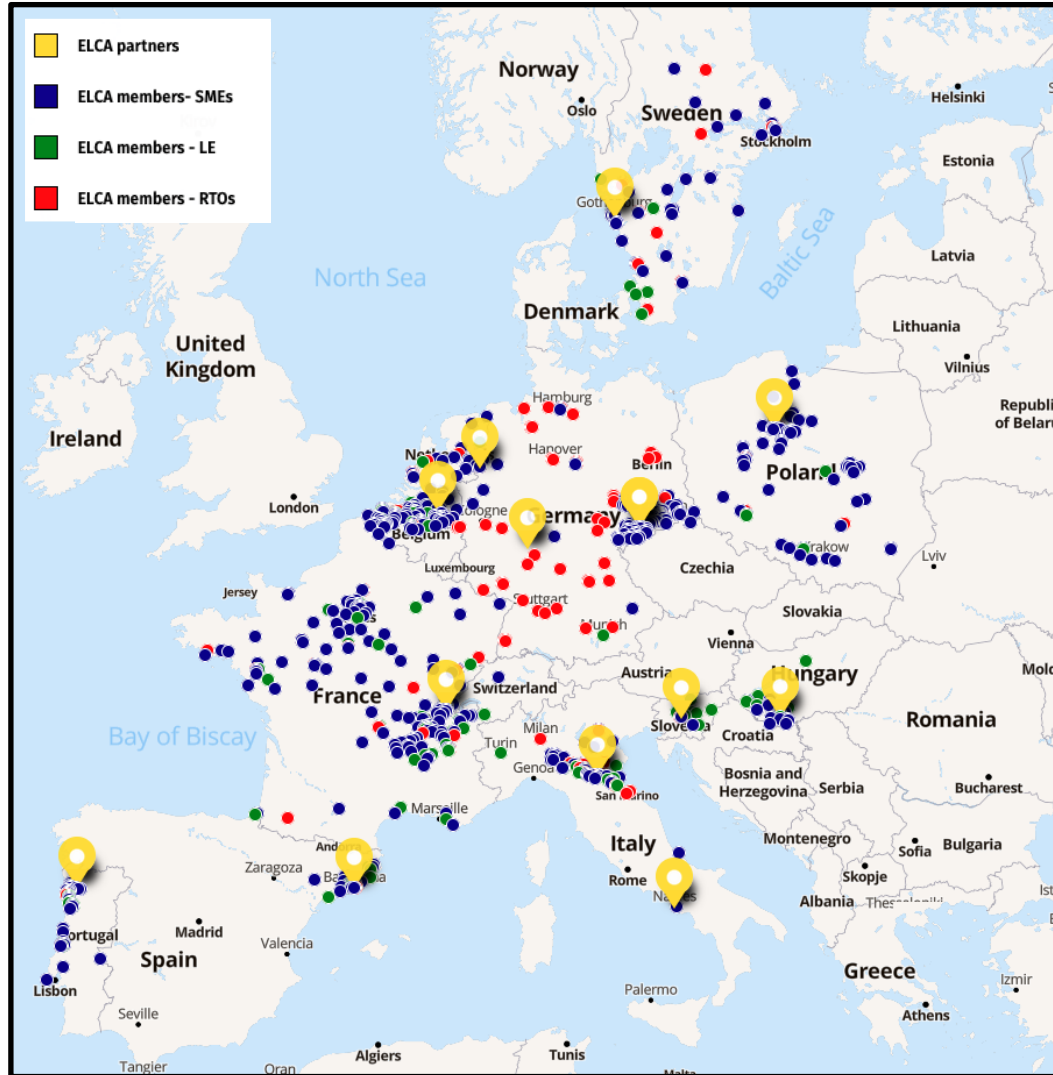 ELCA partners
ELCA members- SMEs
ELCA members - LE
ELCA members - RTOs
Norway
Oslo
Sweden
Stockholm
Helsinki
Estonia
Latvia
Baltic Sea
North Sea
Denmark
Lithuania
Vilnius
United
Kingdom
Ireland
London
Hamburg
Hanover
Berlin
Germany
Belgium
Luxembourg
Czechia
Lviv
Jersey
Stuttgart
Munich
Slovakia
Vienna
Austria
Hungary
Switzerland
France
Croatia
Romania
Bay of Biscay
Milan
Turin
Genoa
San Marino
Bosnia and
Herzegovina
Serbia
Bucharest
Marseille
Montenegro
Sofia
Bulgaria
Italy
Rome
Skopje
Albania
Andorra
Zaragoza
Madrid
Valencia
Spain
Lisbon
Seville
Palermo
Greece
Izmir
Athens
Algiers
Tunis
Tangier
Oran